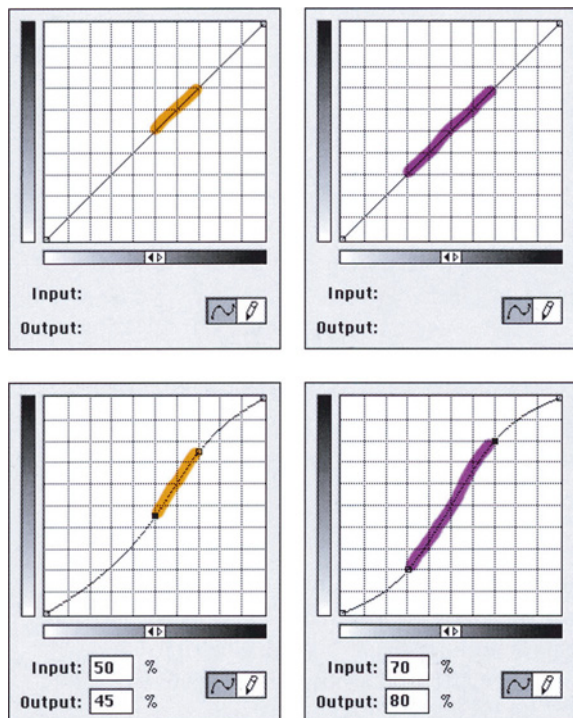 Input:
Output:
Input:
Output:
Input: 50 %
Output: 45 %
Input: 70 %
Output: 80 %